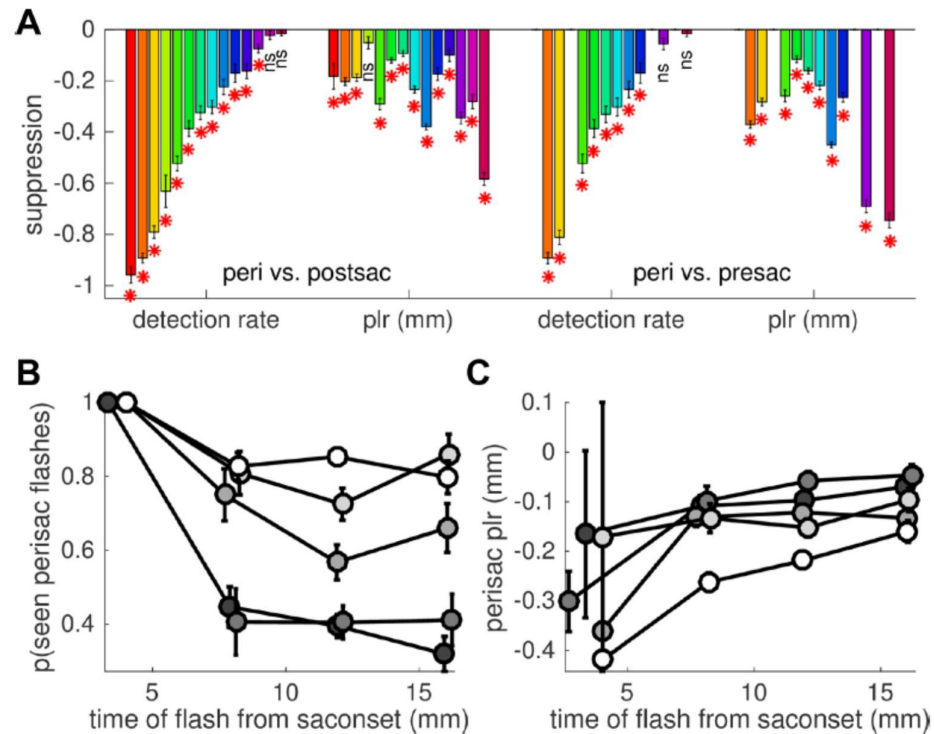 A
0
-0.2
-0.4
-0.6
-0.8
-1
suppression
ns
ns
ns
ns
ns
peri vs. postsac
peri vs. presac
detection rate
plr (mm)
detection rate
plr (mm)
B
1
0.8
0.6
0.4
p(seen perisac flashes)
5
10
15
time of flash from saconset (mm)
C
0.1
0
-0.1
-0.2
-0.3
-0.4
perisac plr (mm)
5
10
15
time of flash from saconset (mm)